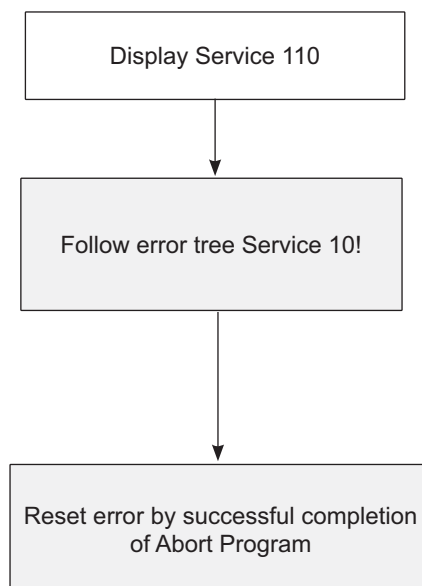 Display Service 110
Follow error tree Service 10!
Reset error by successful completion
of Abort Program